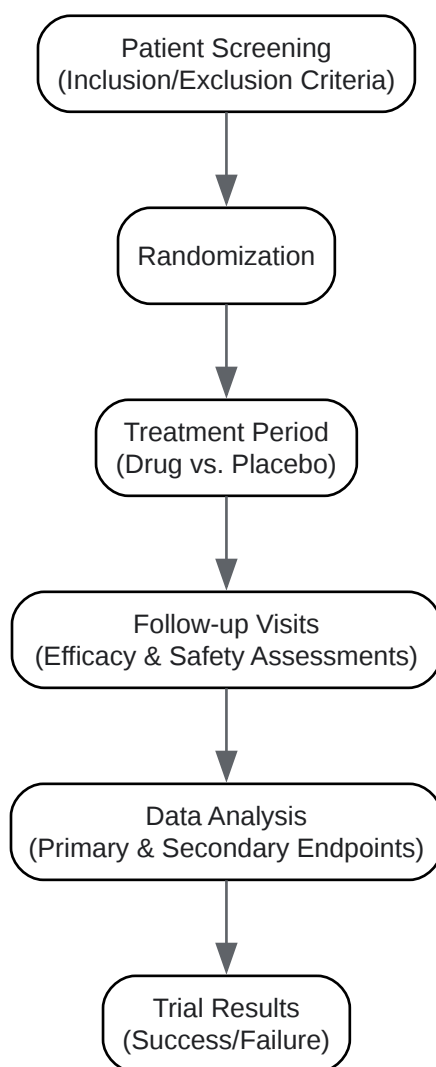 Patient Screening
(Inclusion/Exclusion Criteria)
Randomization
Treatment Period
(Drug vs. Placebo)
Follow-up Visits
(Efficacy & Safety Assessments)
Data Analysis
(Primary & Secondary Endpoints)
Trial Results
(Success/Failure)